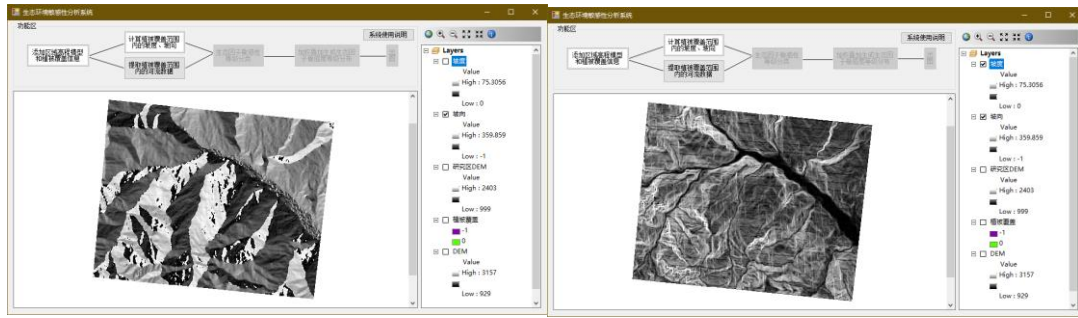 生态环境敏感性分析系统
功能区
系统使用说明
添加区域高程模型
和植被覆盖信息
计算植被覆盖范围
内的坡度、坡向
提取植被覆盖范围
内的河流数据
Layers
坡度
Value
High : 75.3056
Low : 0
坡向
Value
High : 359.859
Low : -1
研究区DEM
Value
High : 2403
Low : 999
植被覆盖
-1
0
DEM
Value
High : 3157
Low : 929
生态环境敏感性分析系统
功能区
系统使用说明
添加区域高程模型
和植被覆盖信息
计算植被覆盖范围
内的坡度、坡向
提取植被覆盖范围
内的河流数据
Layers
坡度
Value
High : 75.3056
Low : 0
坡向
Value
High : 359.859
Low : -1
研究区DEM
Value
High : 2403
Low : 999
植被覆盖
-1
0
DEM
Value
High : 3157
Low : 929